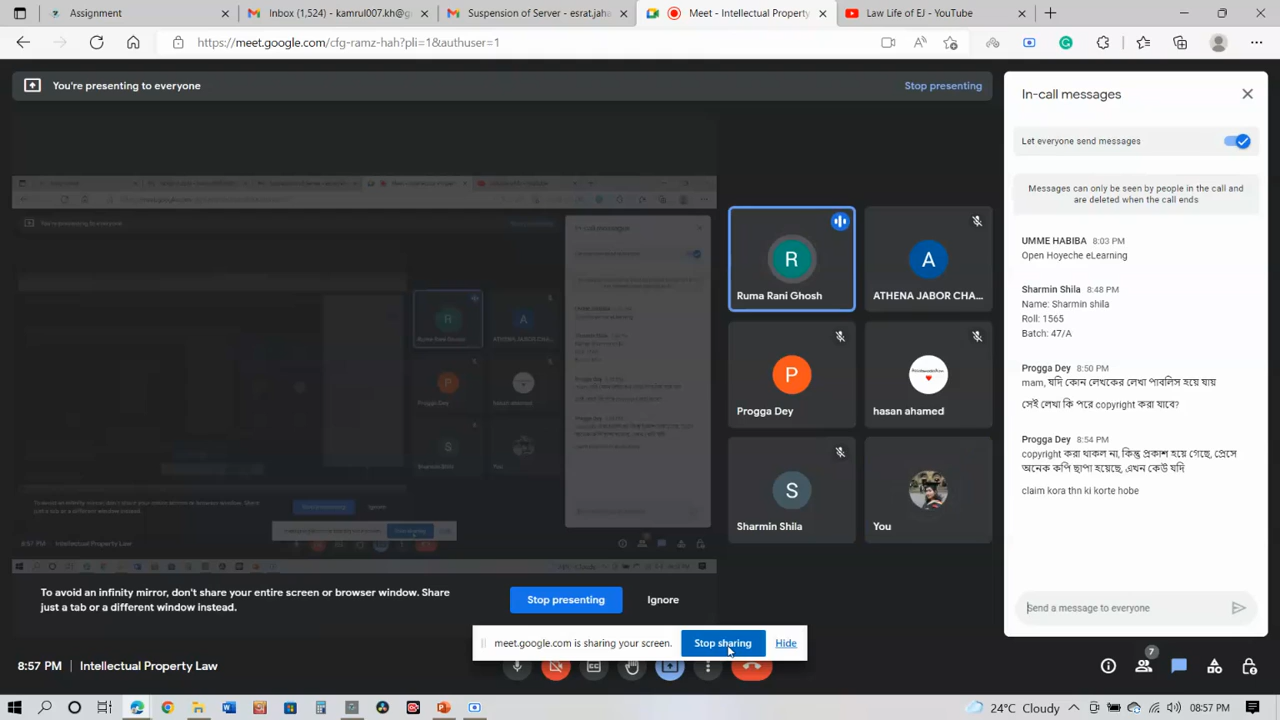 Assignment
Inbox (1,524) - kamrul007.kh@g
Suspension of Server - esrat.jaha
Meet - Intellectual Property
Law Life of EJ - YouTube
https://meet.google.com/cfg-ramz-hah?pli=1&authuser=1
You're presenting to everyone
Stop presenting
In-call messages
Let everyone send messages
Messages can only be seen by people in the call and
are deleted when the call ends
UMME HABIBA 8:03 PM
Open Hoyeche eLearning
Sharmin Shila 8:48 PM
Name: Sharmin shila
Roll: 1565
Batch: 47/A
Progga Dey 8:50 PM
mam, যদি কোন লেখকের লেখা পাবলিস হয়ে যায়
সেই লেখা কি পরে copyright করা যাবে?
Progga Dey 8:54 PM
copyright করা থাকল না, কিন্তু প্রকাশ হয়ে গেছে, প্রেসে
অনেক কপি ছাপা হয়েছে, এখন কেউ যদি
claim kora thn ki korte hobe
Send a message to everyone
R
Ruma Rani Ghosh
A
ATHENA JABOR CHA...
P
Progga Dey
hasan ahamed
S
Sharmin Shila
You
To avoid an infinity mirror, don't share your entire screen or browser window. Share
just a tab or a different window instead.
Stop presenting
Ignore
meet.google.com is sharing your screen.
Stop sharing
Hide
8:57 PM | Intellectual Property Law
7
24°C Cloudy
08:57 PM